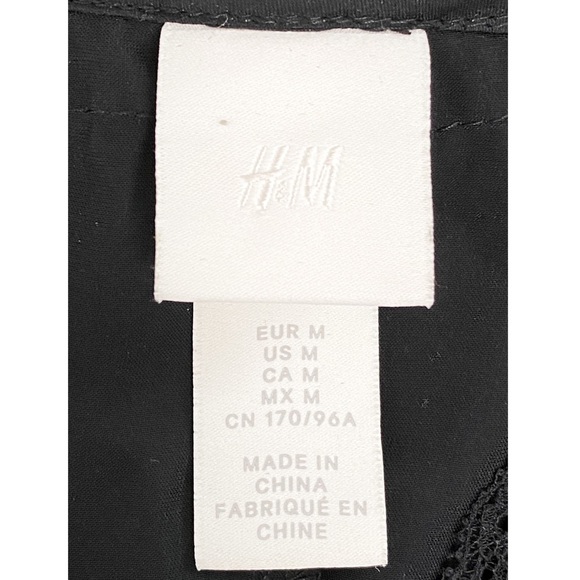 H&M
EUR M
US M
CA M
MX M
CN 170/96A
MADE IN
CHINA
FABRIQUÉ EN
CHINE